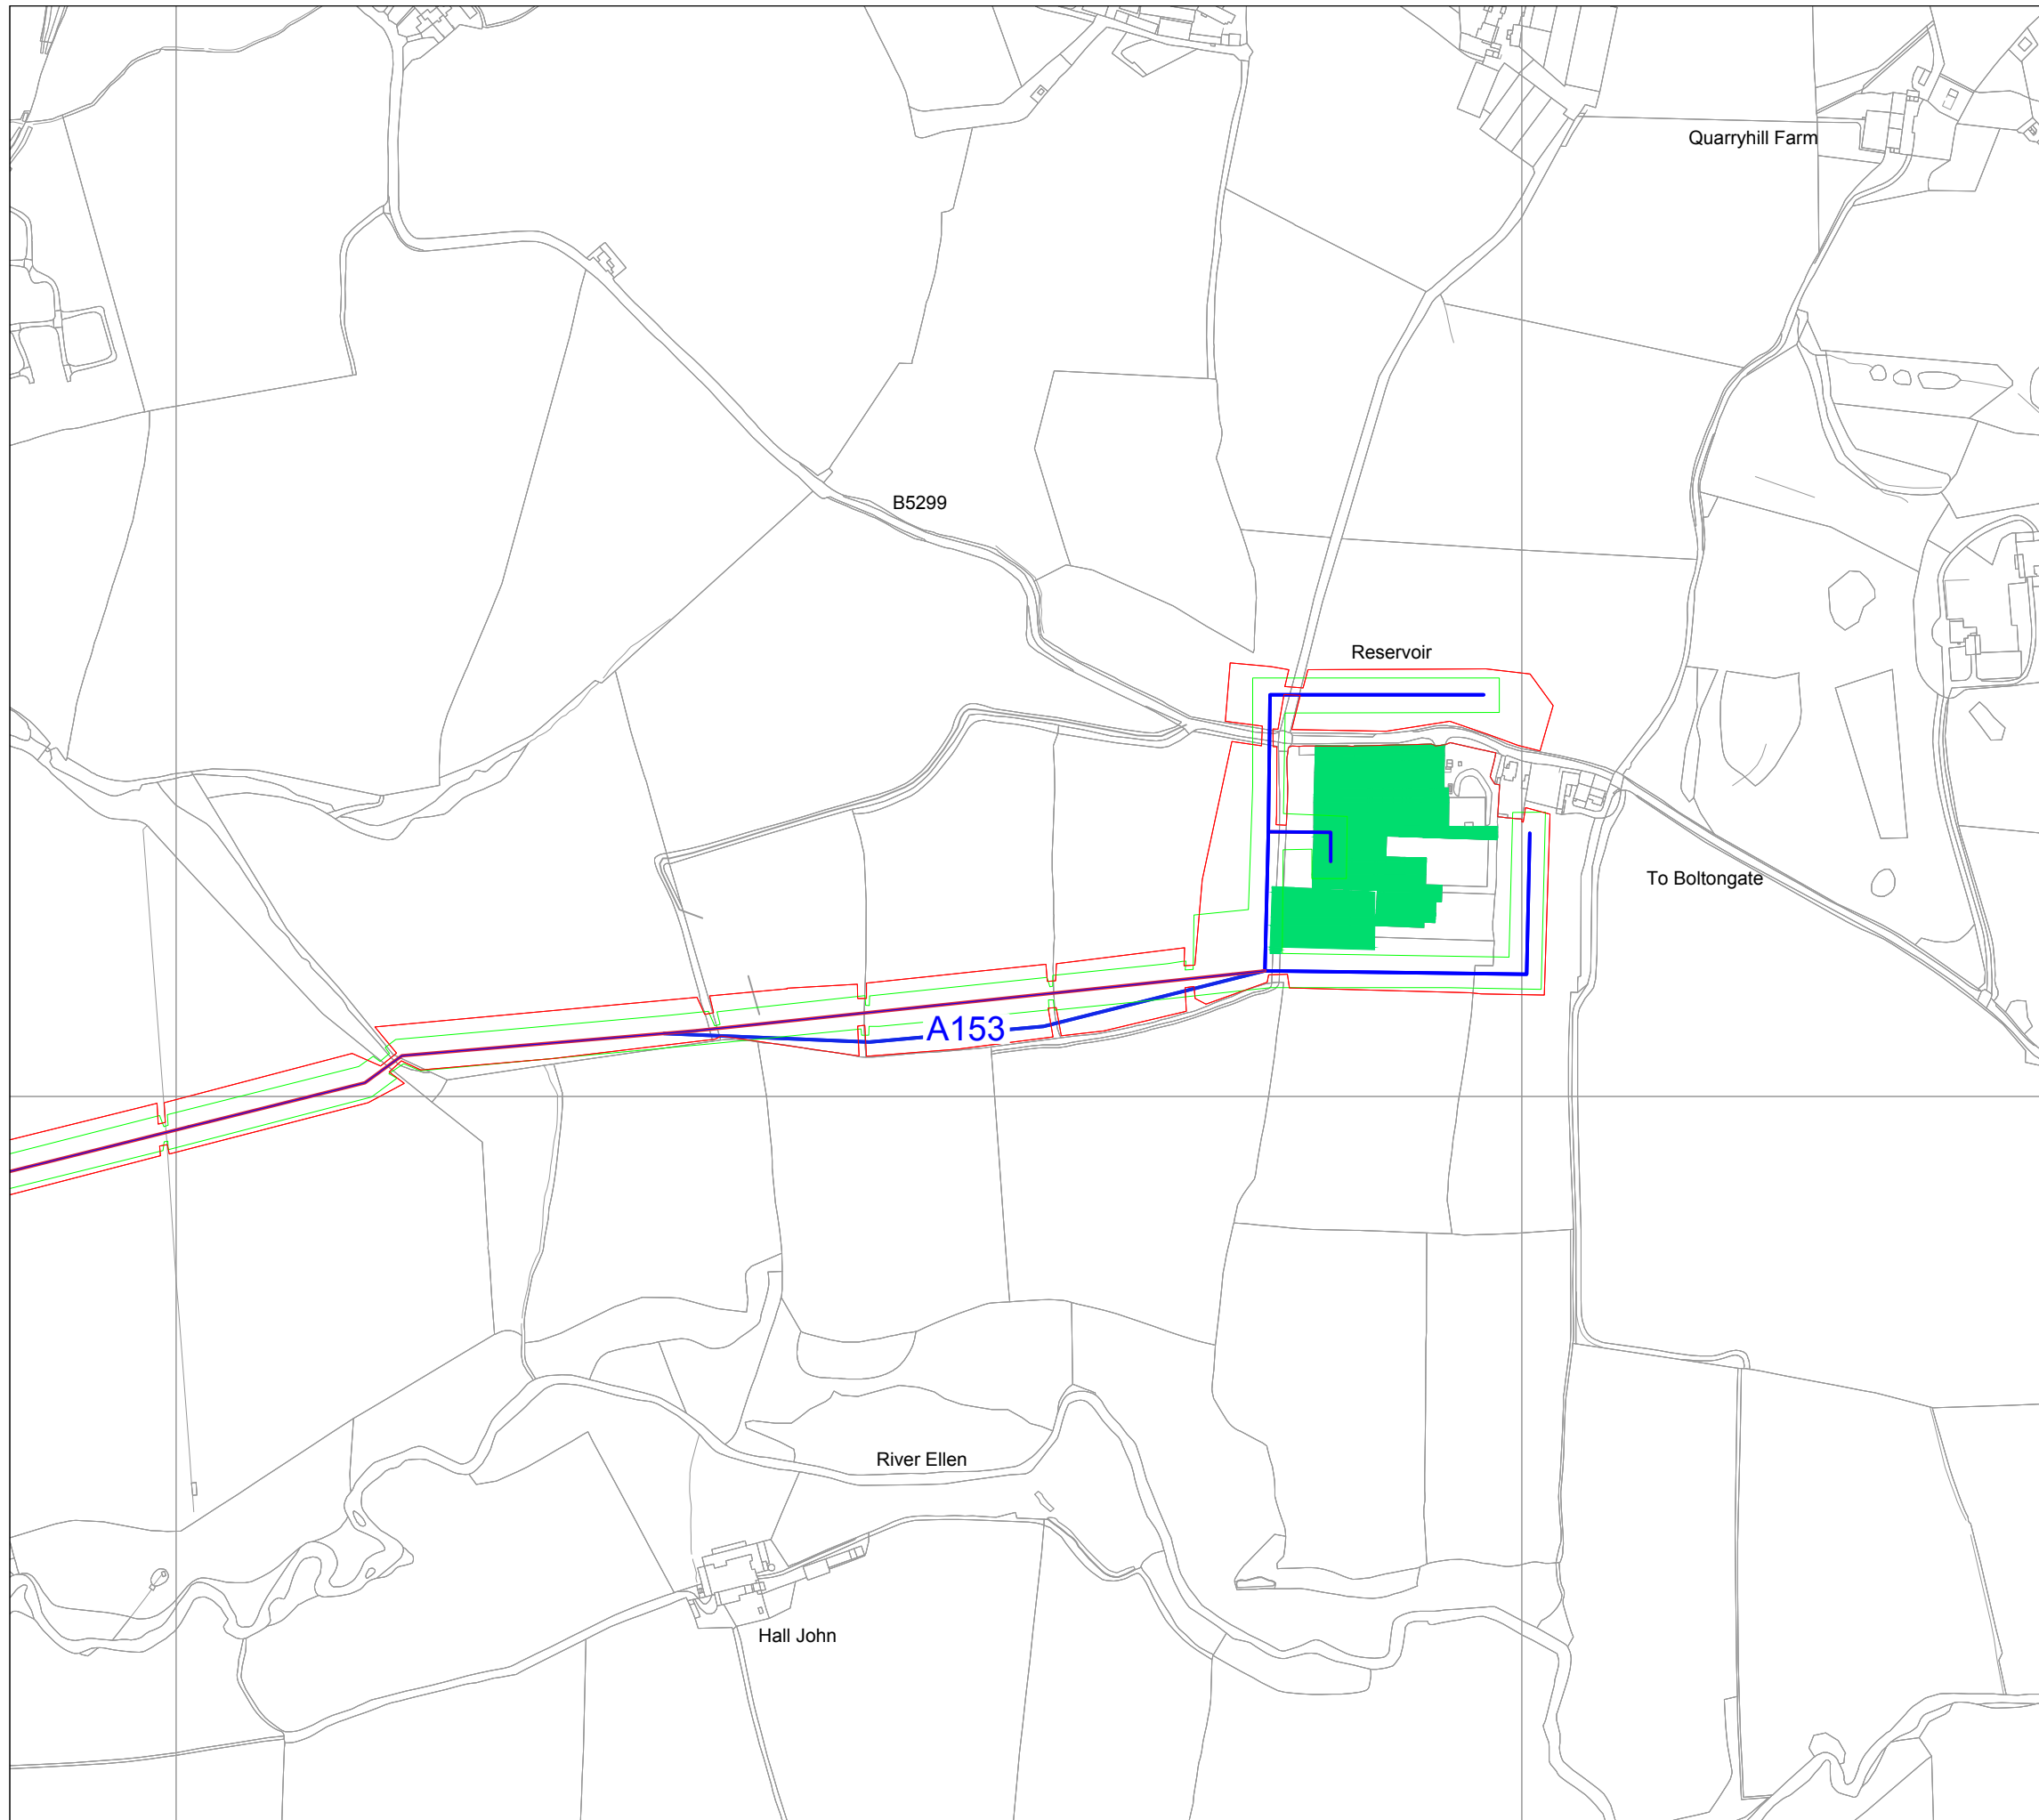 Quarryhill Farm
B5299
Reservoir
To Boltongate
A153
River Ellen
Hall John